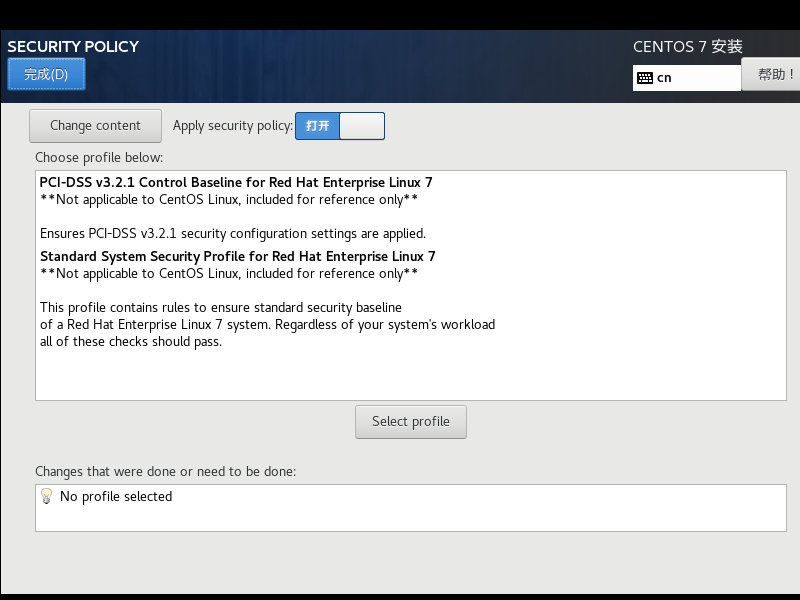 SECURITY POLICY
CENTOS 7 安装
完成(D)
cn
帮助！
Change content
Apply security policy:
打开
Choose profile below:
PCI-DSS v3.2.1 Control Baseline for Red Hat Enterprise Linux 7
**Not applicable to CentOS Linux, included for reference only**
Ensures PCI-DSS v3.2.1 security configuration settings are applied.
Standard System Security Profile for Red Hat Enterprise Linux 7
**Not applicable to CentOS Linux, included for reference only**
This profile contains rules to ensure standard security baseline
of a Red Hat Enterprise Linux 7 system. Regardless of your system's workload
all of these checks should pass.
Select profile
Changes that were done or need to be done:
No profile selected